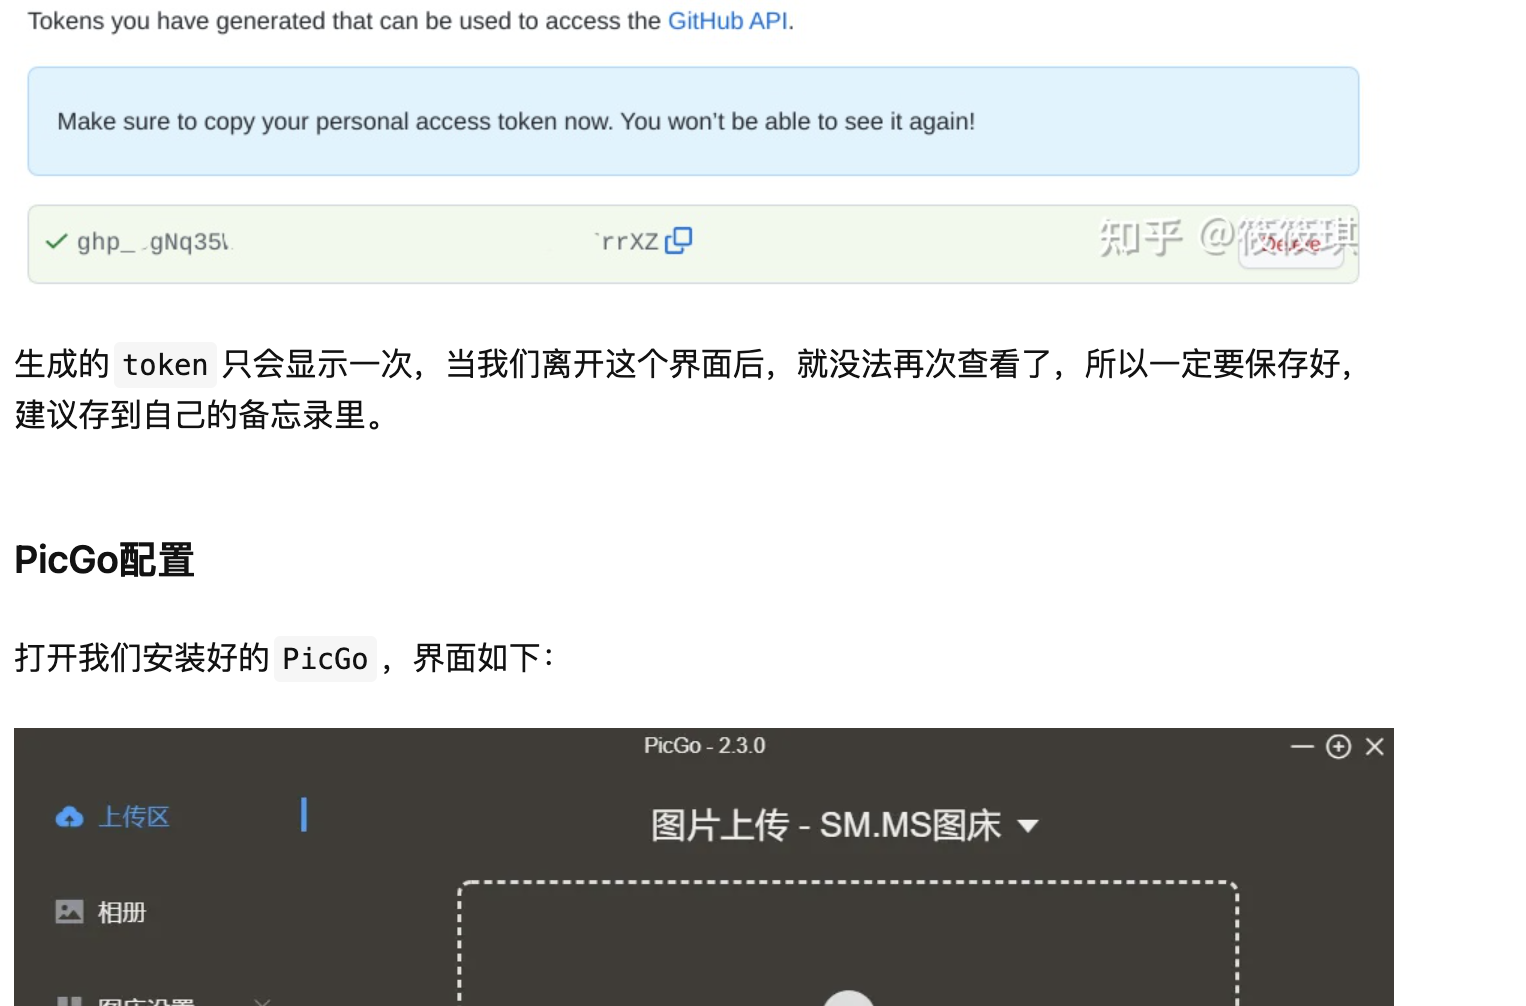 Tokens you have generated that can be used to access the GitHub API.
Make sure to copy your personal access token now. You won't be able to see it again!
ghp_ gNq35 rrXZ
Delete
知乎 @筱筱琪
生成的 token 只会显示一次，当我们离开这个界面后，就没法再次查看了，所以一定要保存好，
建议存到自己的备忘录里。
PicGo配置
打开我们安装好的 PicGo ，界面如下：
PicGo - 2.3.0
上传区
图片上传 - SM.MS图床
相册
图床设置